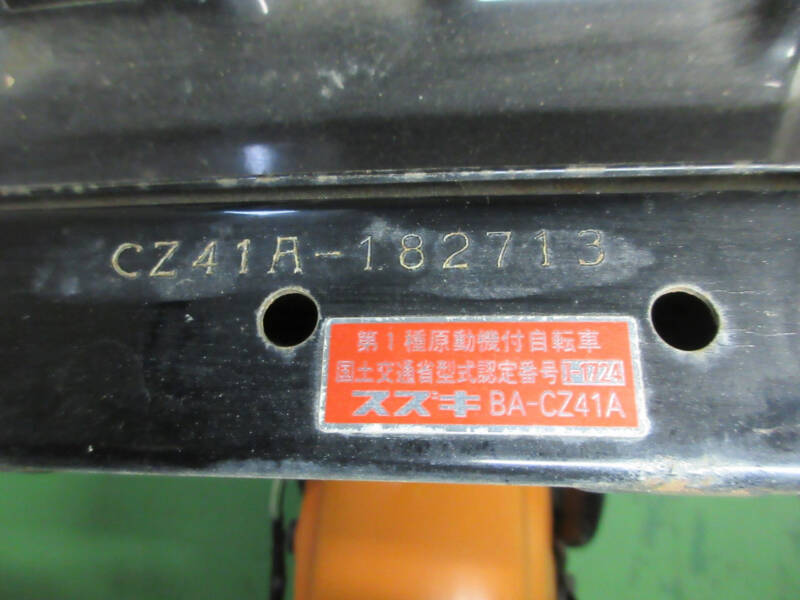 CZ41A-182713
第1種原動機付自転車
国土交通省型式認定番号 I-1724
スズキ BA-CZ41A